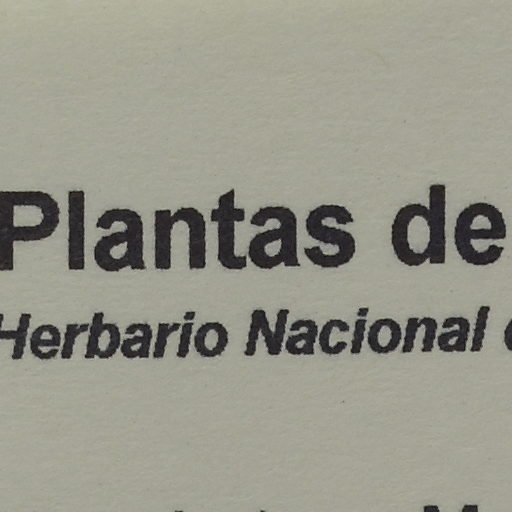 Plantas de
Herbario Nacional